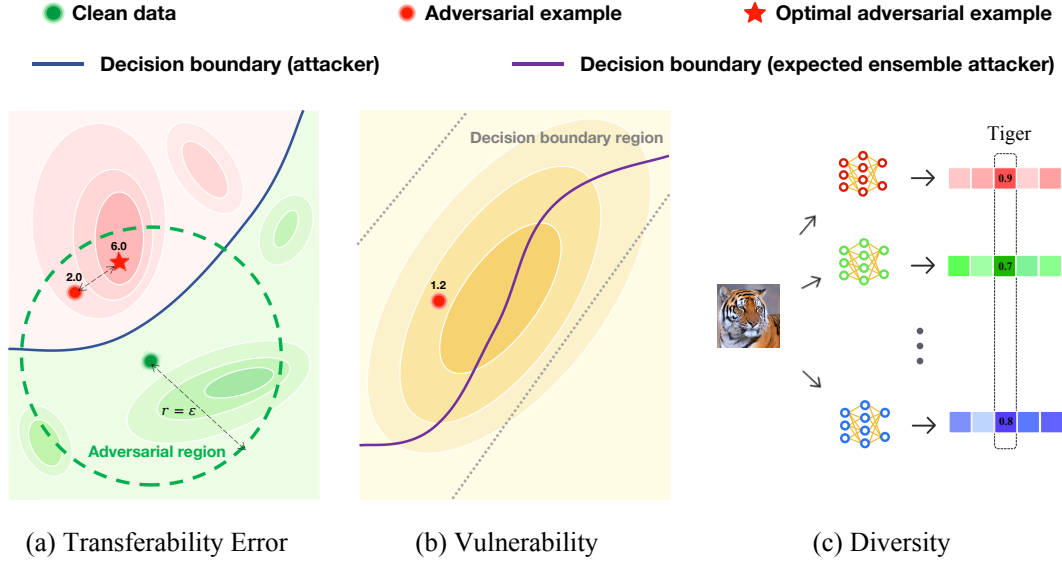 Clean data
Adversarial example
Optimal adversarial example
Decision boundary (attacker)
Decision boundary (expected ensemble attacker)
6.0
2.0
r = ε
Adversarial region
(a) Transferability Error
Decision boundary region
1.2
(b) Vulnerability
Tiger
0.9
0.7
0.8
(c) Diversity